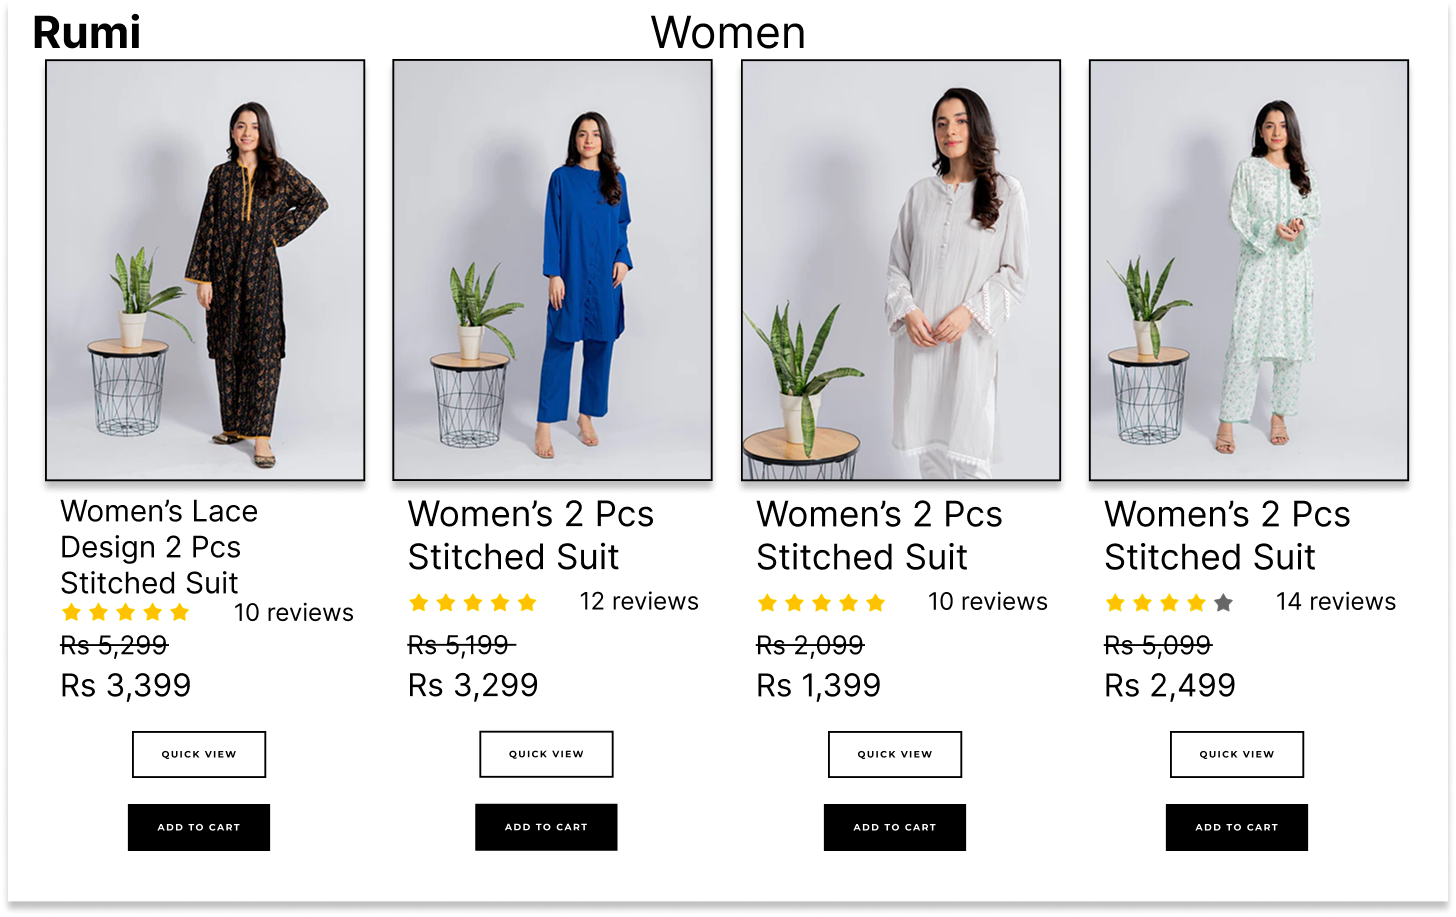 Rumi
Women
Women’s Lace
Design 2 Pcs
Stitched Suit
10 reviews
Rs 5,299
Rs 3,399
QUICK VIEW
ADD TO CART
Women’s 2 Pcs
Stitched Suit
12 reviews
Rs 5,199
Rs 3,299
QUICK VIEW
ADD TO CART
Women’s 2 Pcs
Stitched Suit
10 reviews
Rs 2,099
Rs 1,399
QUICK VIEW
ADD TO CART
Women’s 2 Pcs
Stitched Suit
14 reviews
Rs 5,099
Rs 2,499
QUICK VIEW
ADD TO CART